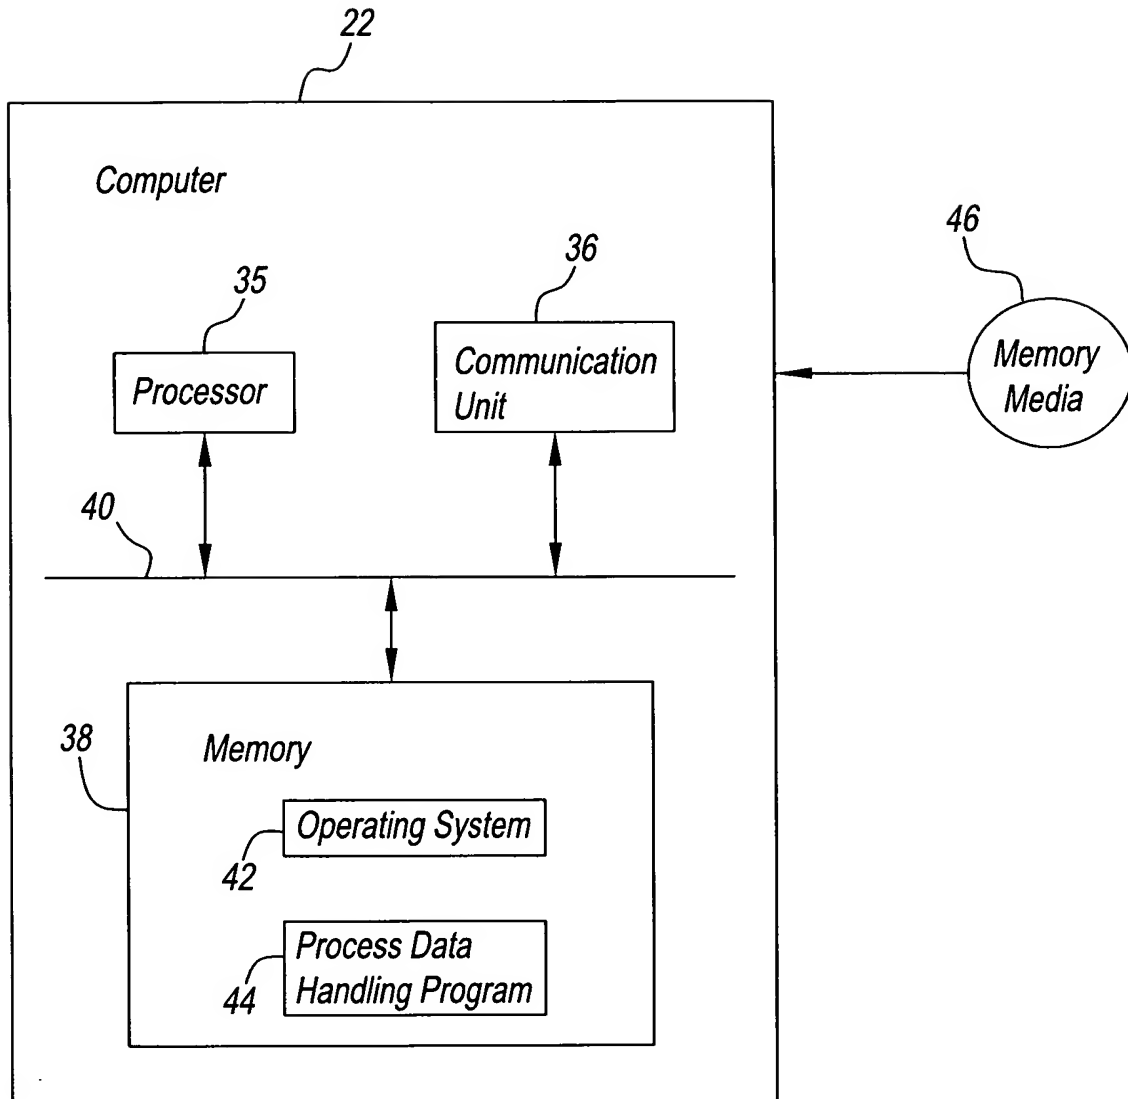 22
Computer
46
35
36
Processor
Communication
Unit
Memory
Media
40
38
Memory
Operating System
42
Process Data
Handling Program
44